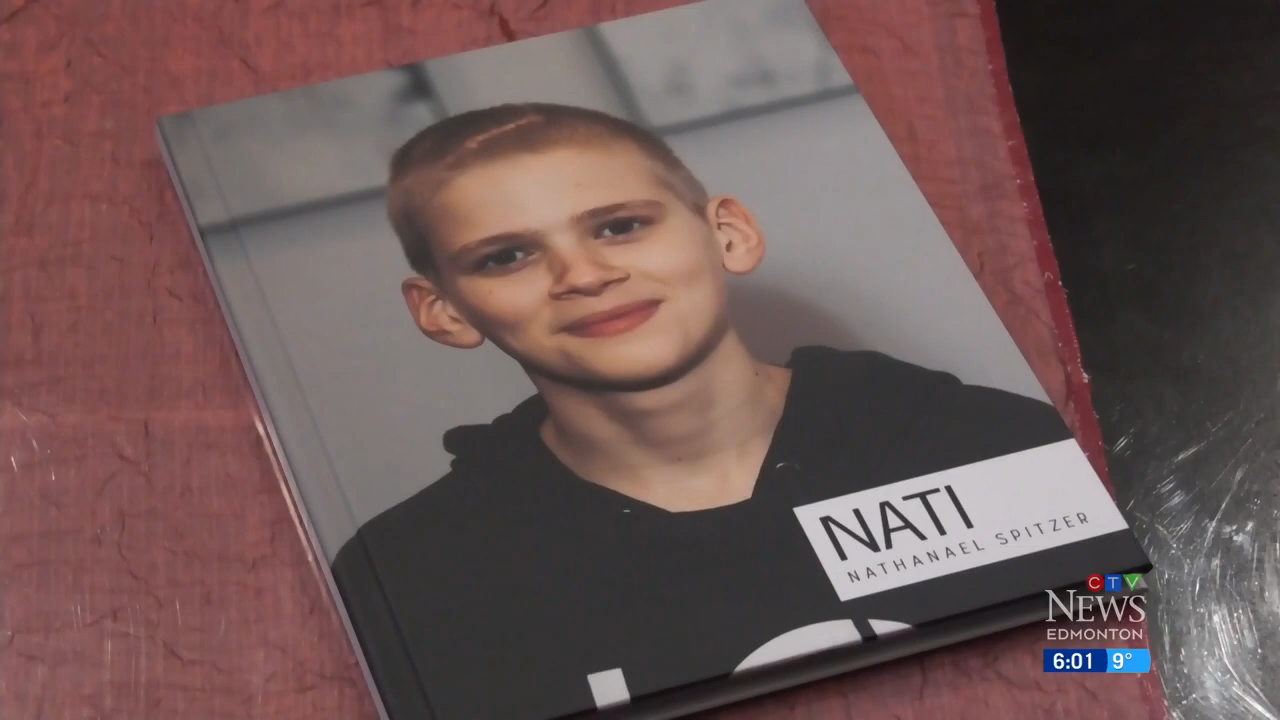 NATI
NATHANAEL SPITZER
CTV
NEWS
EDMONTON
6:01 9°